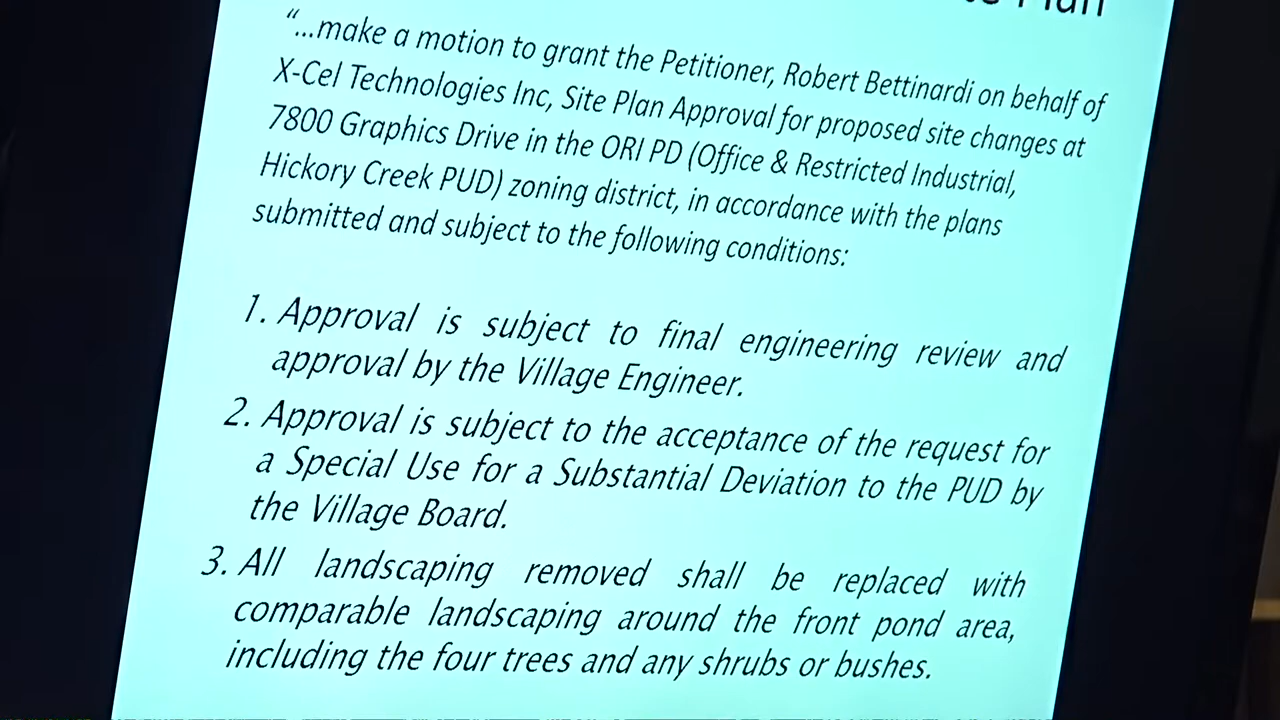 Plan
“...make a motion to grant the Petitioner, Robert Bettinardi on behalf of
X-Cel Technologies Inc, Site Plan Approval for proposed site changes at
7800 Graphics Drive in the ORI PD (Office & Restricted Industrial,
Hickory Creek PUD) zoning district, in accordance with the plans
submitted and subject to the following conditions:
1. Approval is subject to final engineering review and
approval by the Village Engineer.
2. Approval is subject to the acceptance of the request for
a Special Use for a Substantial Deviation to the PUD by
the Village Board.
3. All landscaping removed shall be replaced with
comparable landscaping around the front pond area,
including the four trees and any shrubs or bushes.